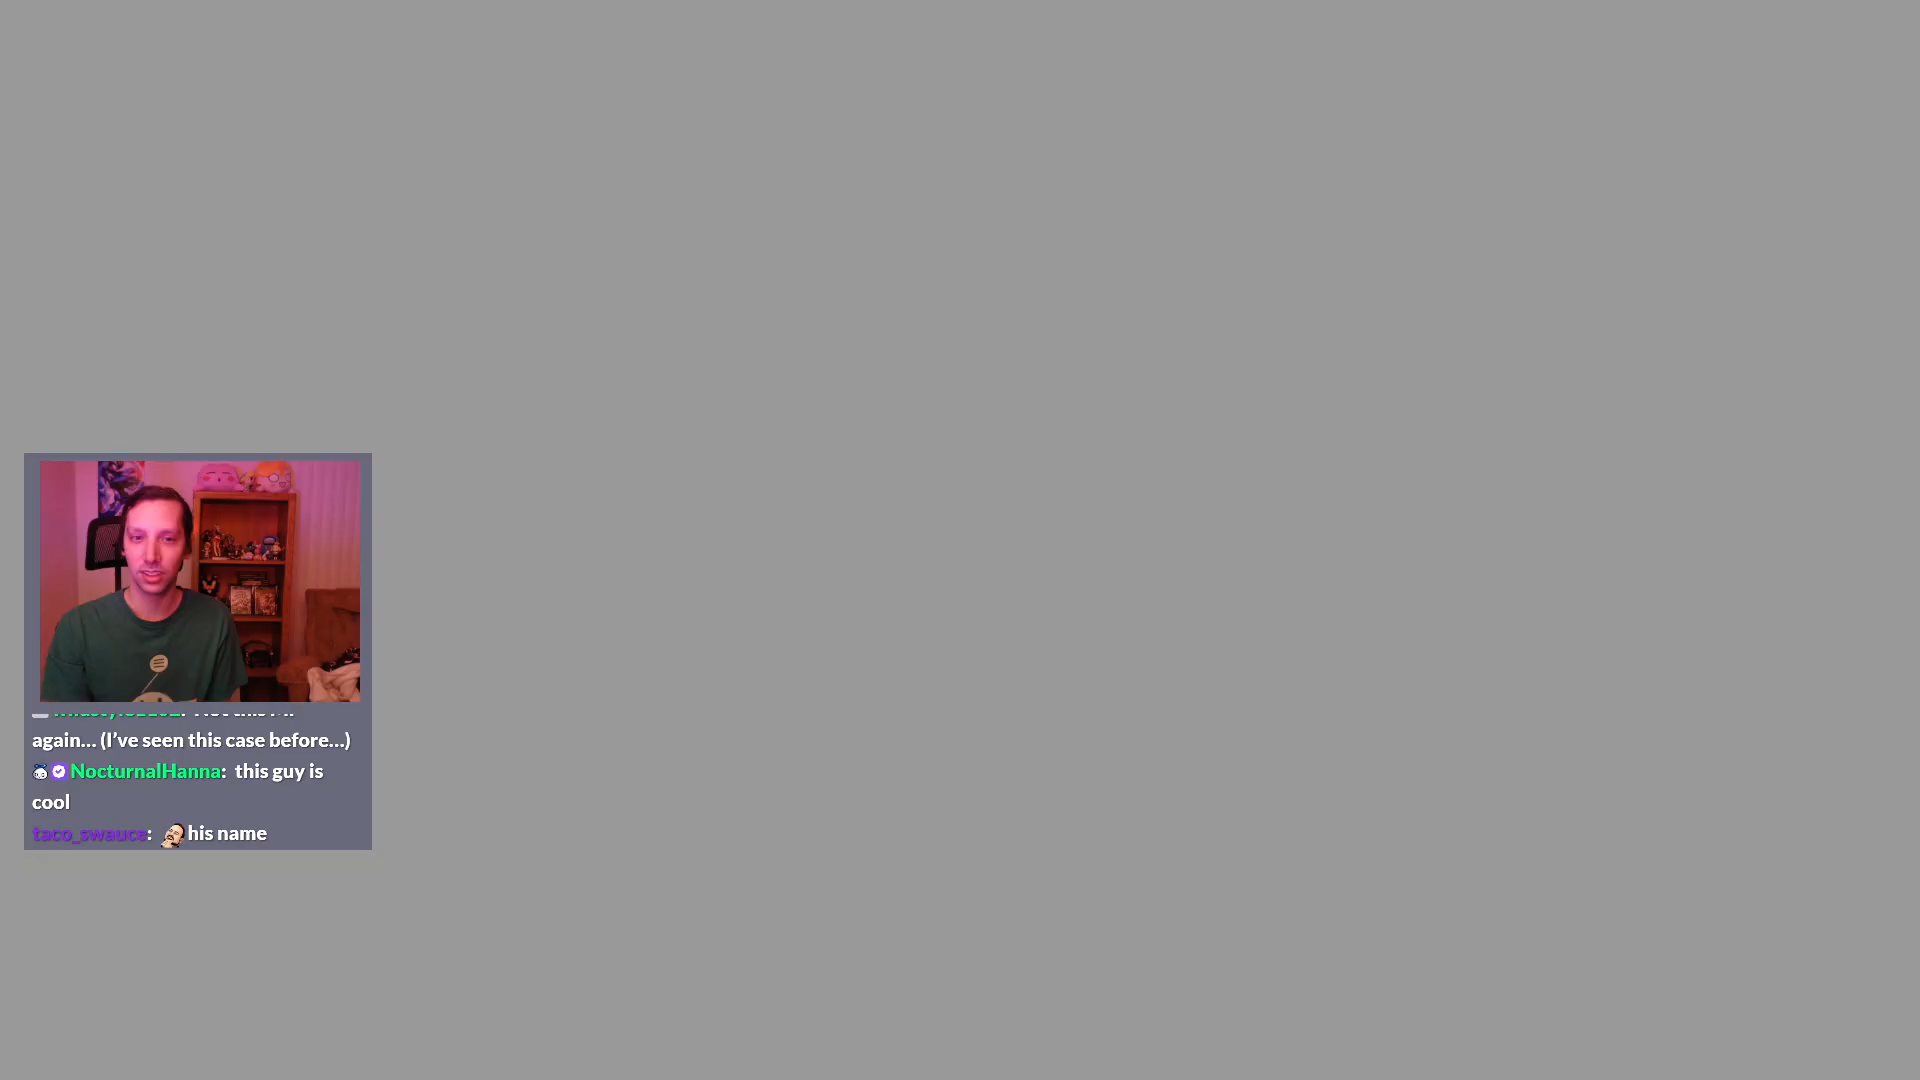 again... (I've seen this case before...)
NocturnalHanna: this guy is
cool
taco_swauce: his name